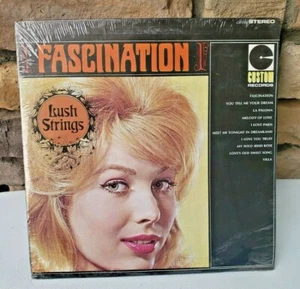 STEREO
FASCINATION
Lush
Strings
C
CUSTOM
RECORDS
FASCINATION
YOU TELL ME YOUR DREAM
LA PALOMA
MELODY OF LOVE
I LOVE PARIS
MEET ME TONIGHT IN DREAMLAND
I LOVE YOU TRULY
MY WILD IRISH ROSE
LOVE'S OLD SWEET SONG